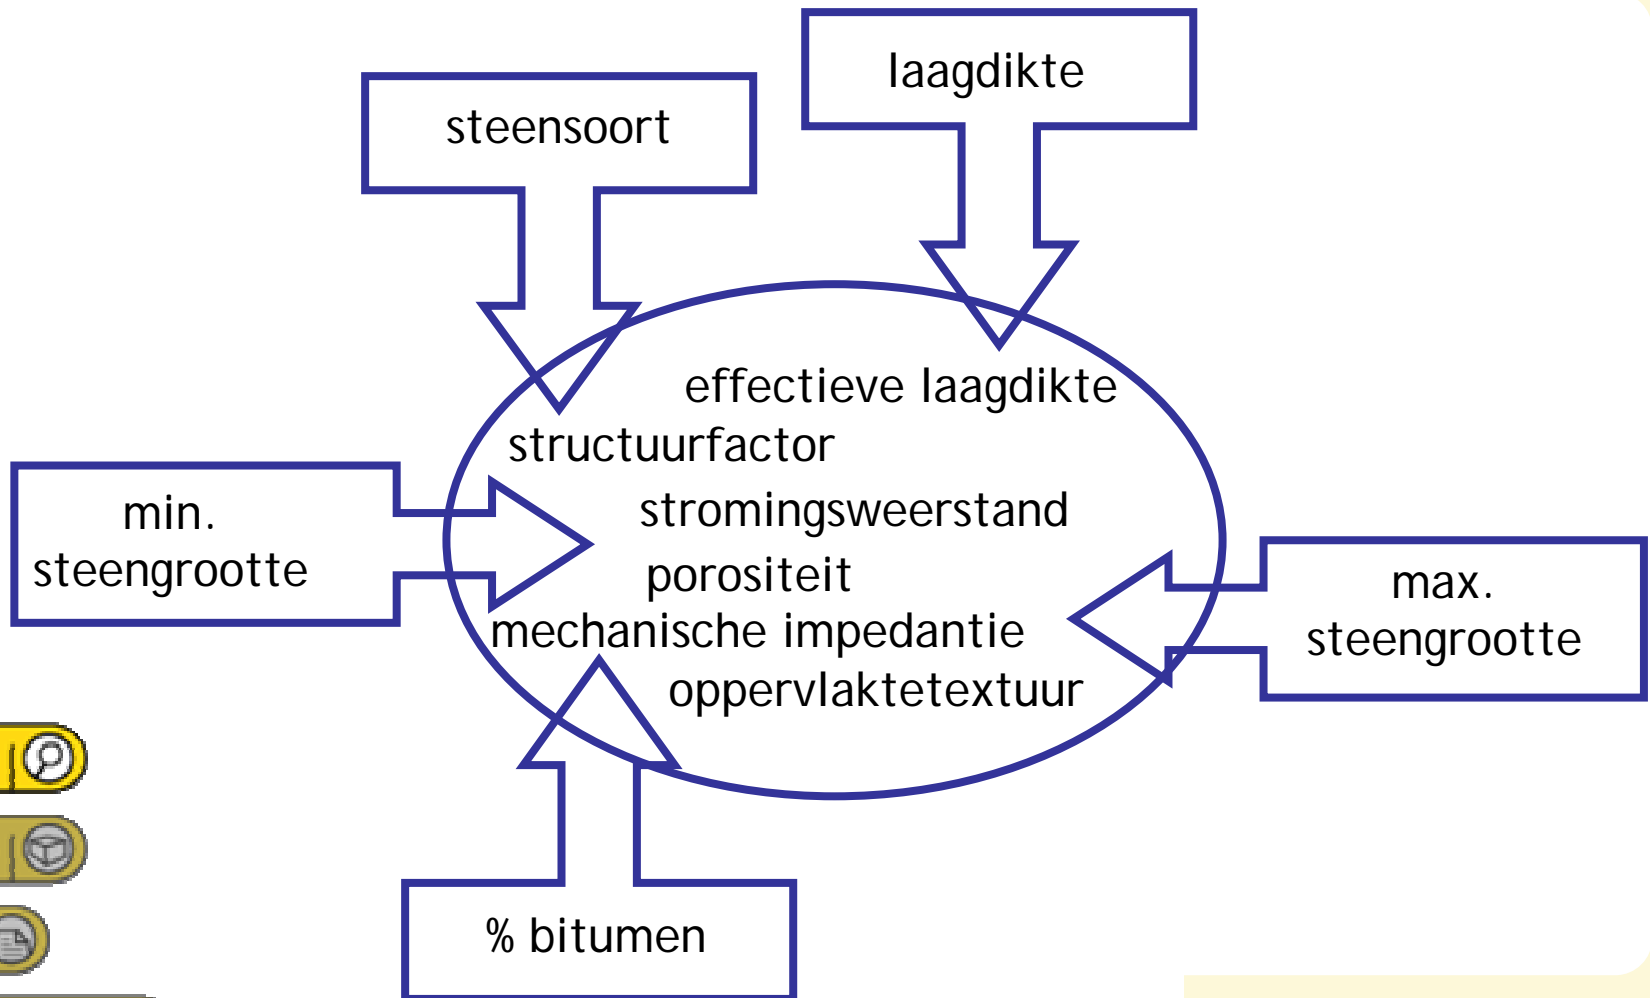 laagdikte
steensoort
effectieve laagdikte
structuurfactor
min.
steengrootte
stromingsweerstand
porositeit
max.
steengrootte
mechanische impedantie
oppervlaktetextuur
% bitumen